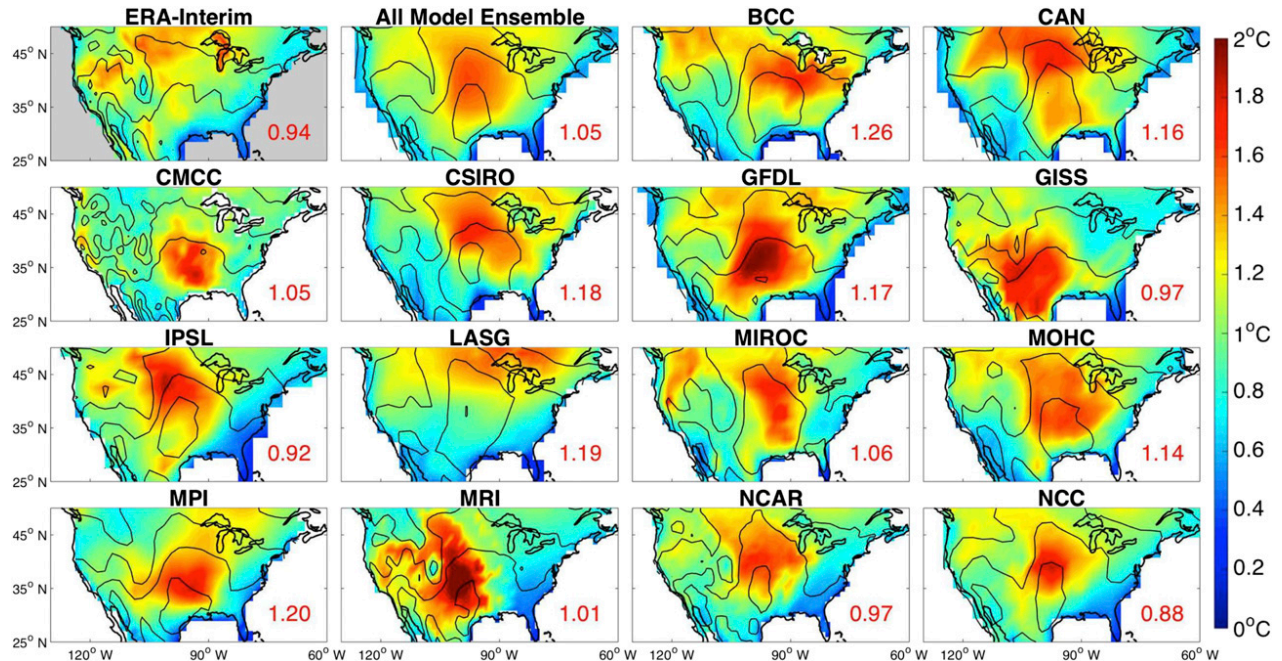 ERA-Interim All Model Ensemble BCC CAN
45° N
35° N
25° N
0.94 1.05 1.26 1.16
CMCC CSIRO GFDL GISS
45° N
35° N
25° N
1.05 1.18 1.17 0.97
IPSL LASG MIROC MOHC
45° N
35° N
25° N
0.92 1.19 1.06 1.14
MPI MRI NCAR NCC
45° N
35° N
25° N
1.20 1.01 0.97 0.88
120° W 90° W 60° W 120° W 90° W 60° W 120° W 90° W 60° W 120° W 90° W 60° W
2°C
1.8
1.6
1.4
1.2
1°C
0.8
0.6
0.4
0.2
0°C